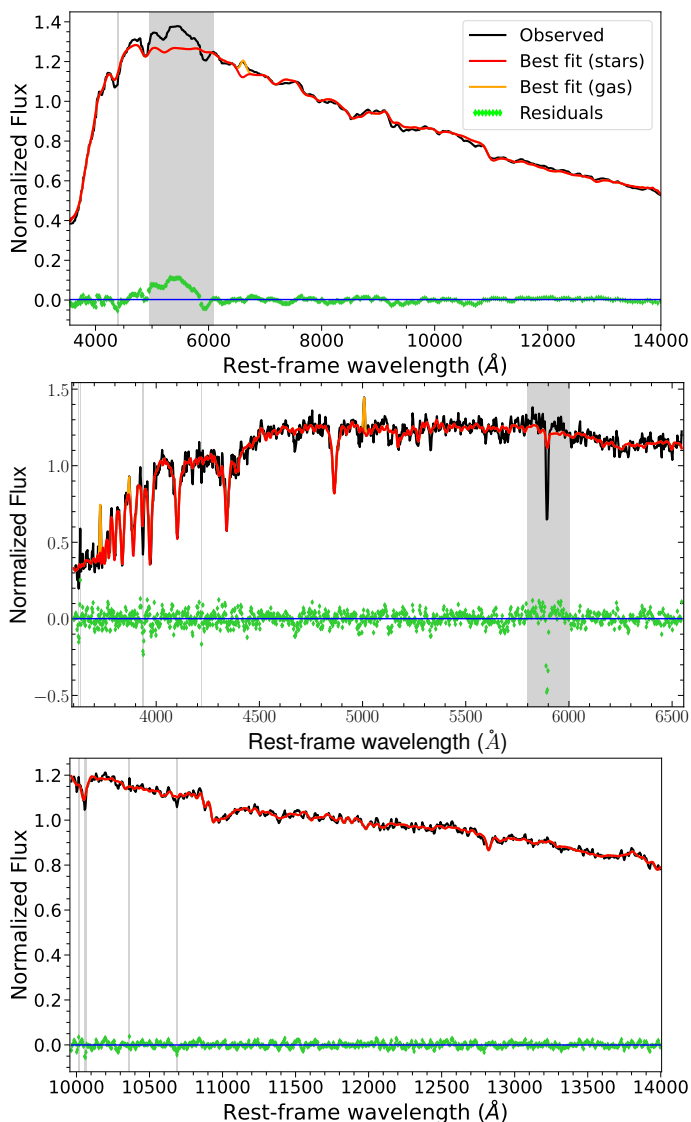 Normalized Flux
1.4
1.2
1.0
0.8
0.6
0.4
0.2
0.0
Observed
Best fit (stars)
Best fit (gas)
Residuals
4000 6000 8000 10000 12000 14000
Rest-frame wavelength (Å)
Normalized Flux
1.5
1.0
0.5
0.0
−0.5
4000 4500 5000 5500 6000 6500
Rest-frame wavelength (Å)
Normalized Flux
1.2
1.0
0.8
0.6
0.4
0.2
0.0
10000 10500 11000 11500 12000 12500 13000 13500 14000
Rest-frame wavelength (Å)